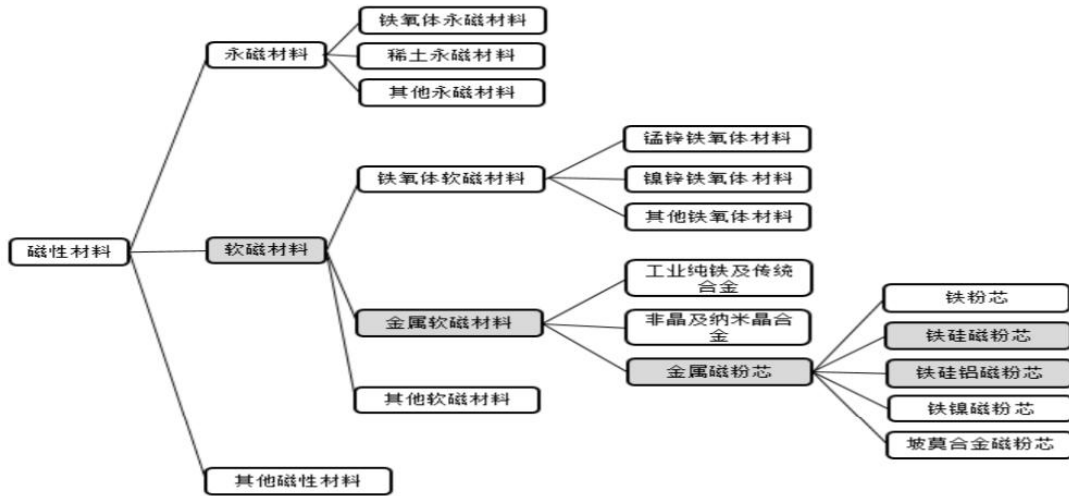 铁氧体永磁材料
永磁材料
稀土永磁材料
其他永磁材料
锰锌铁氧体材料
铁氧体软磁材料
镍锌铁氧体材料
其他铁氧体材料
磁性材料
软磁材料
工业纯铁及传统
合金
铁粉芯
金属软磁材料
非晶及纳米晶合
金
铁硅磁粉芯
金属磁粉芯
铁硅铝磁粉芯
其他软磁材料
铁镍磁粉芯
坡莫合金磁粉芯
其他磁性材料